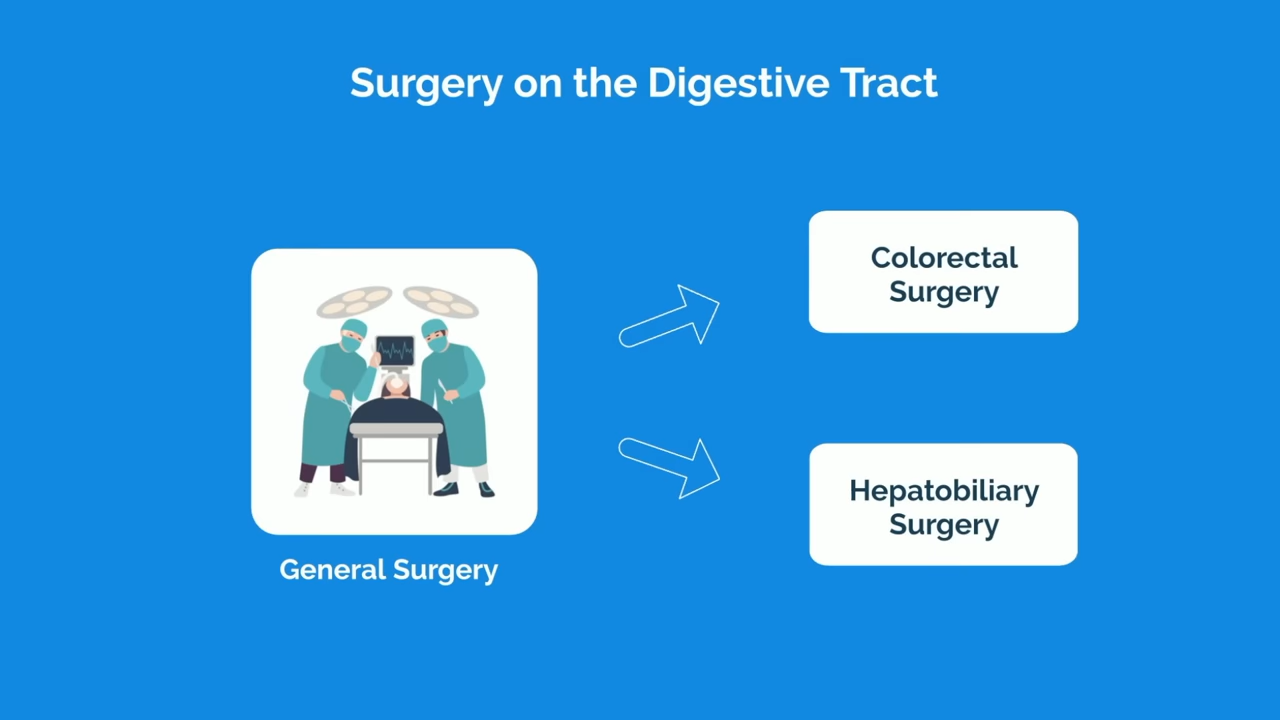 Surgery on the Digestive Tract
General Surgery
Colorectal
Surgery
Hepatobiliary
Surgery